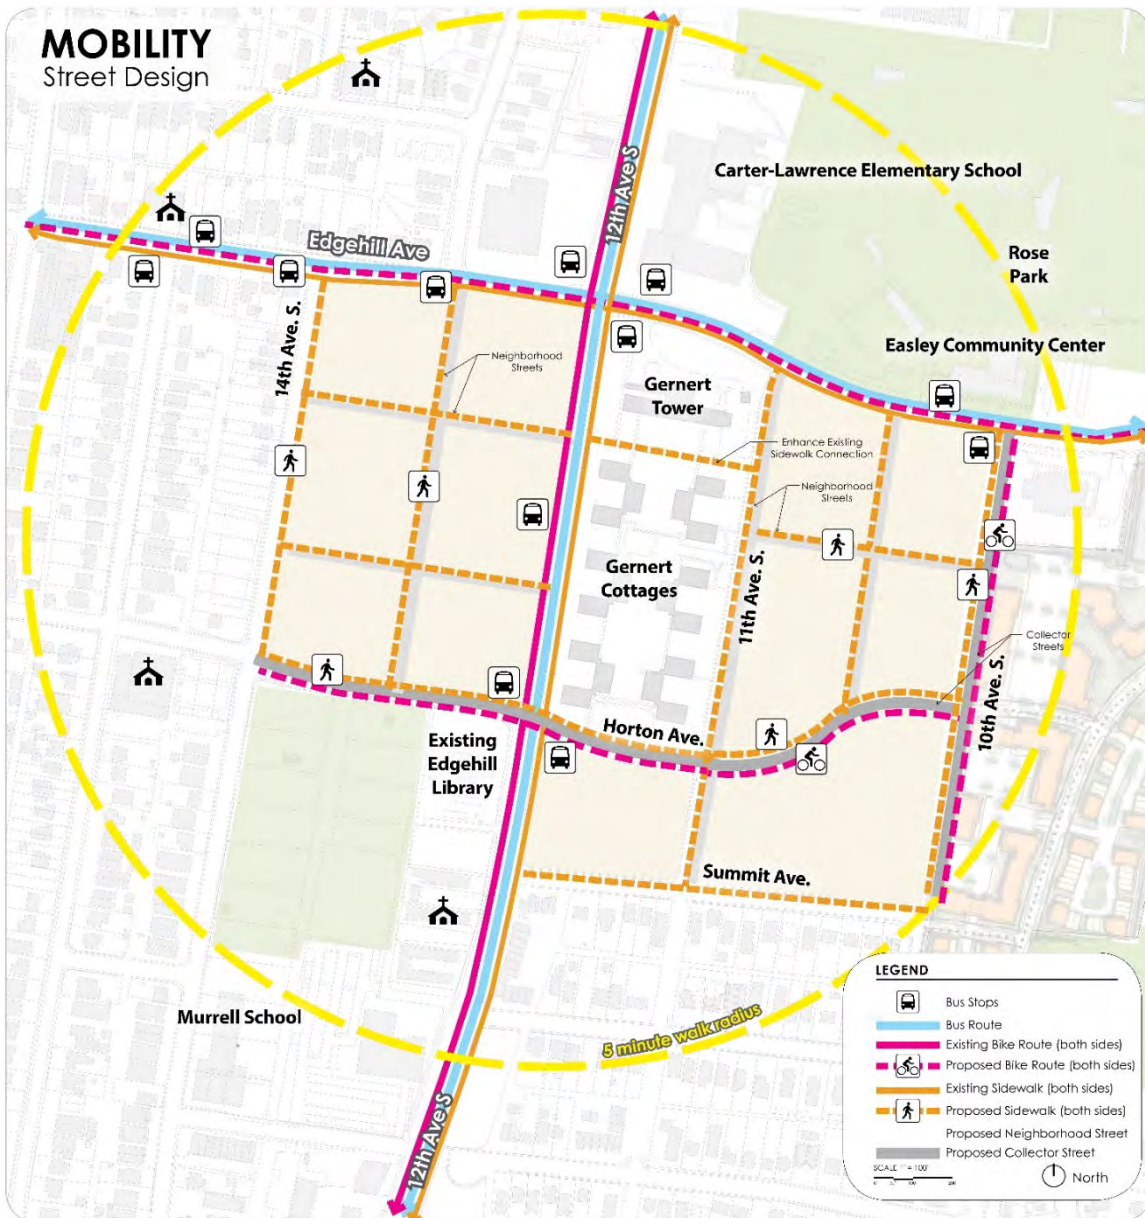 MOBILITY
Street Design
12th Ave S
Carter-Lawrence Elementary School
Edgehill Ave
Rose
Park
Easley Community Center
14th Ave. S.
Neighborhood
Streets
Gernert
Tower
Enhance Existing
Sidewalk Connection
Neighborhood
Streets
Gernert
Cottages
11th Ave. S.
Collector
Streets
10th Ave. S.
Horton Ave.
Existing
Edgehill
Library
Summit Ave.
Murrell School
5 minute walk radius
12th Ave S
LEGEND
Bus Stops
Bus Route
Existing Bike Route (both sides)
Proposed Bike Route (both sides)
Existing Sidewalk (both sides)
Proposed Sidewalk (both sides)
Proposed Neighborhood Street
Proposed Collector Street
North